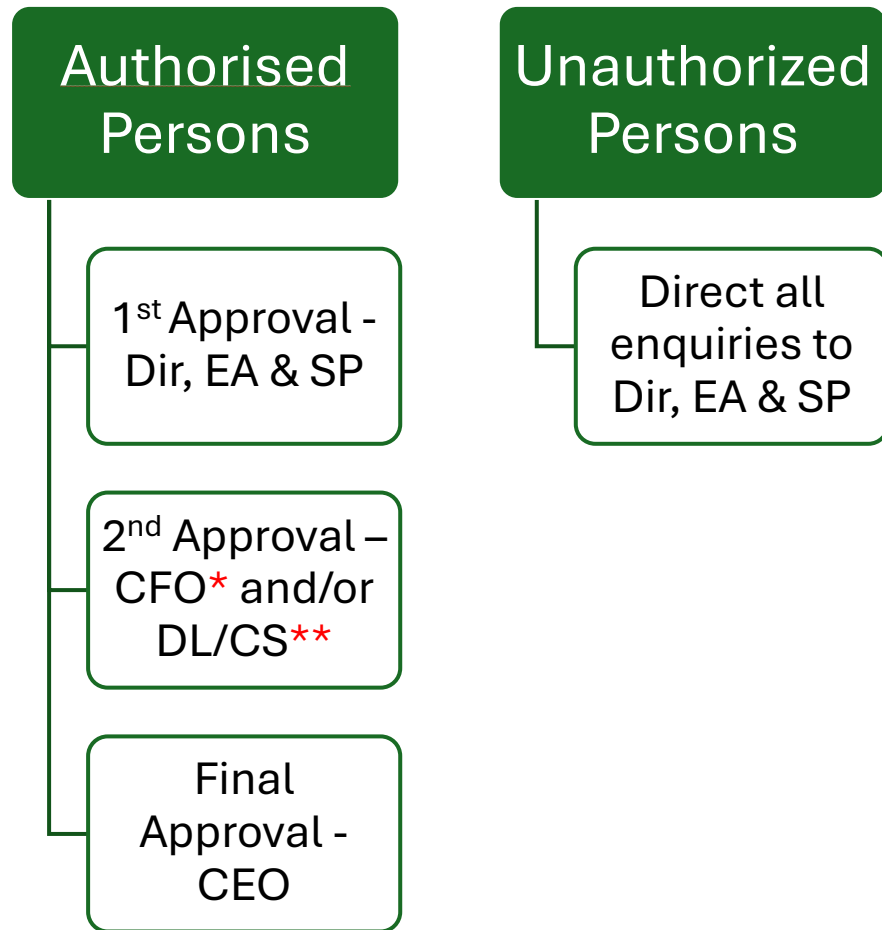 Authorised
Persons
1st Approval -
Dir, EA & SP
2nd Approval –
CFO* and/or
DL/CS**
Final
Approval -
CEO
Unauthorized
Persons
Direct all
enquiries to
Dir, EA & SP